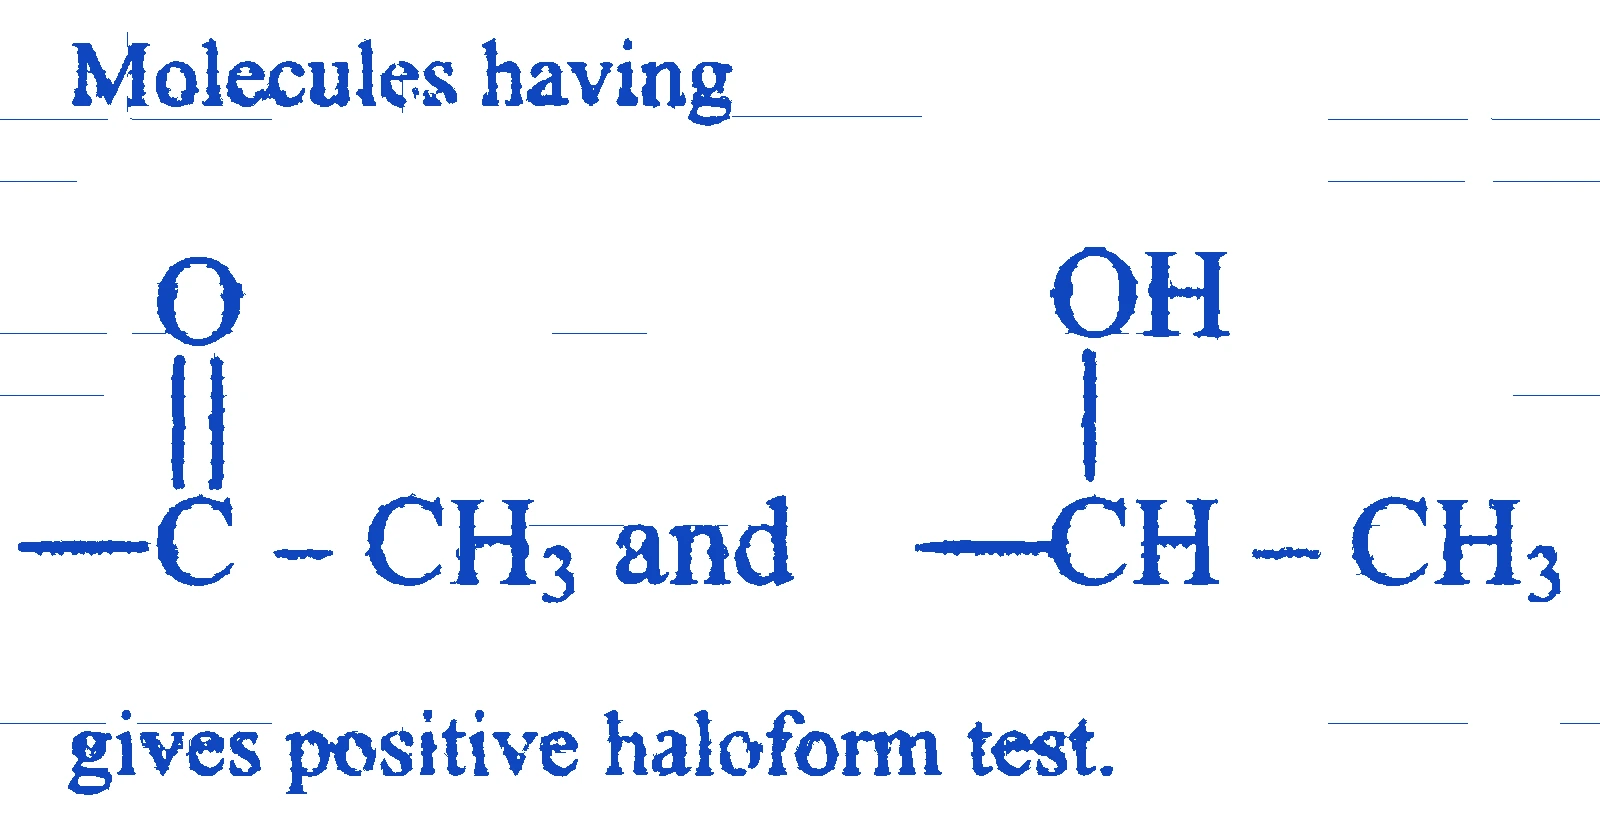 Molecules having
O OH
C – CH₃ and CH – CH₃
gives positive haloform test.